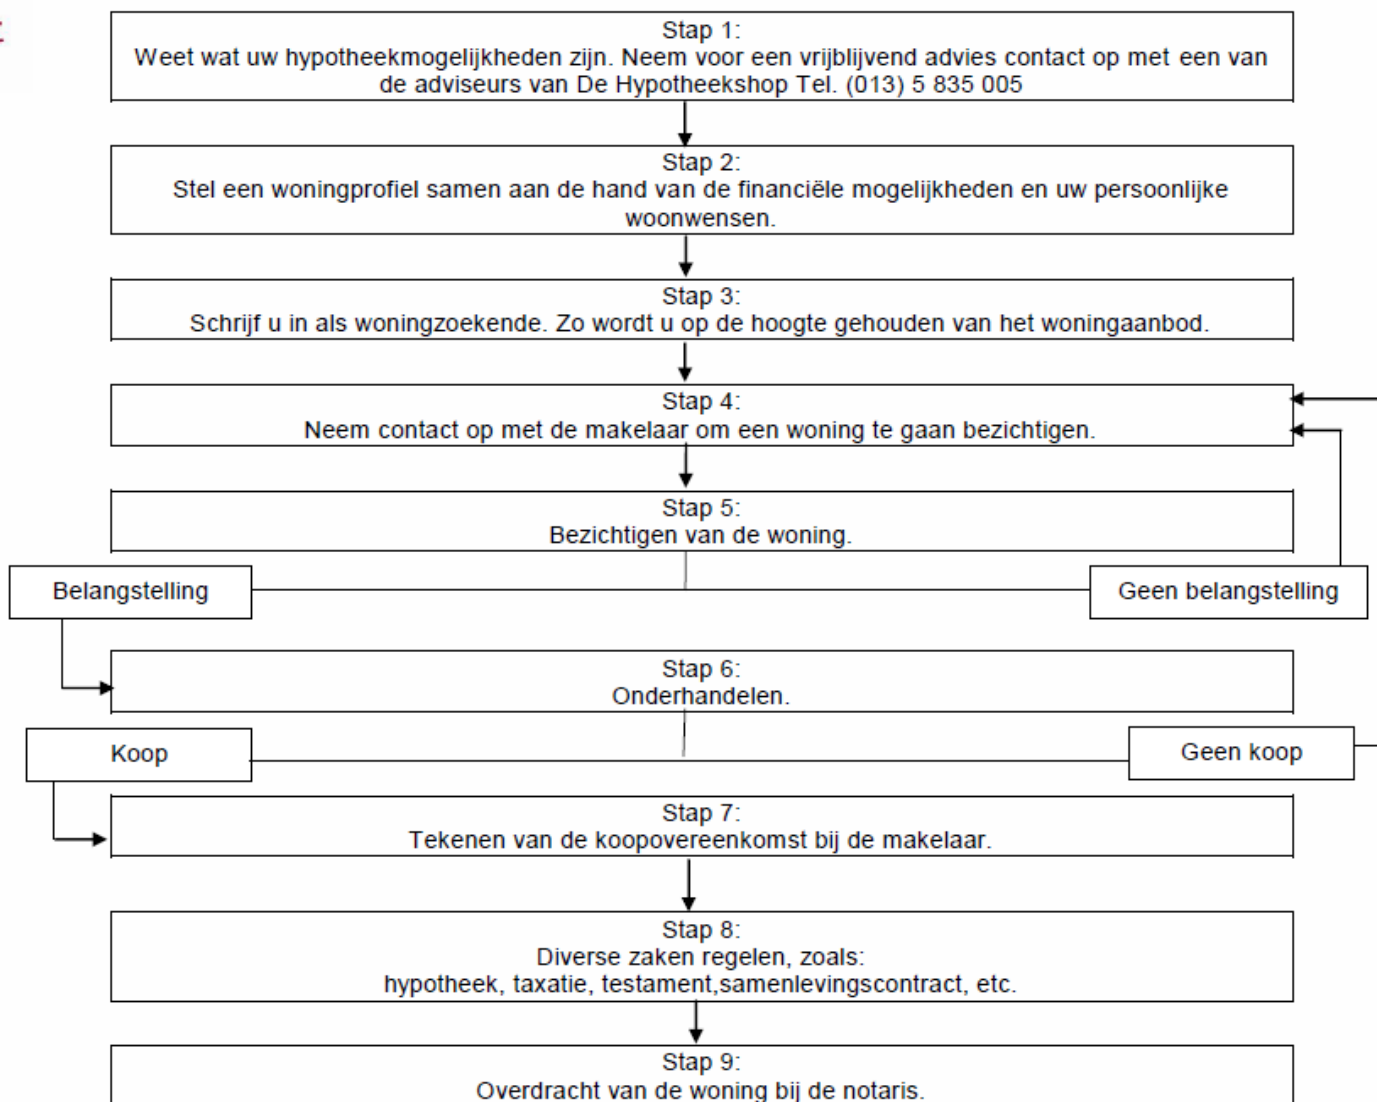 Stap 1:
Weet wat uw hypotheekmogelijkheden zijn. Neem voor een vrijblijvend advies contact op met een van
de adviseurs van De Hypotheekshop Tel. (013) 5 835 005
Stap 2:
Stel een woningprofiel samen aan de hand van de financiële mogelijkheden en uw persoonlijke
woonwensen.
Stap 3:
Schrijf u in als woningzoekende. Zo wordt u op de hoogte gehouden van het woningaanbod.
Stap 4:
Neem contact op met de makelaar om een woning te gaan bezichtigen.
Stap 5:
Bezichtigen van de woning.
Belangstelling
Geen belangstelling
Stap 6:
Onderhandelen.
Koop
Geen koop
Stap 7:
Tekenen van de koopovereenkomst bij de makelaar.
Stap 8:
Diverse zaken regelen, zoals:
hypotheek, taxatie, testament,samenlevingscontract, etc.
Stap 9:
Overdracht van de woning bij de notaris.